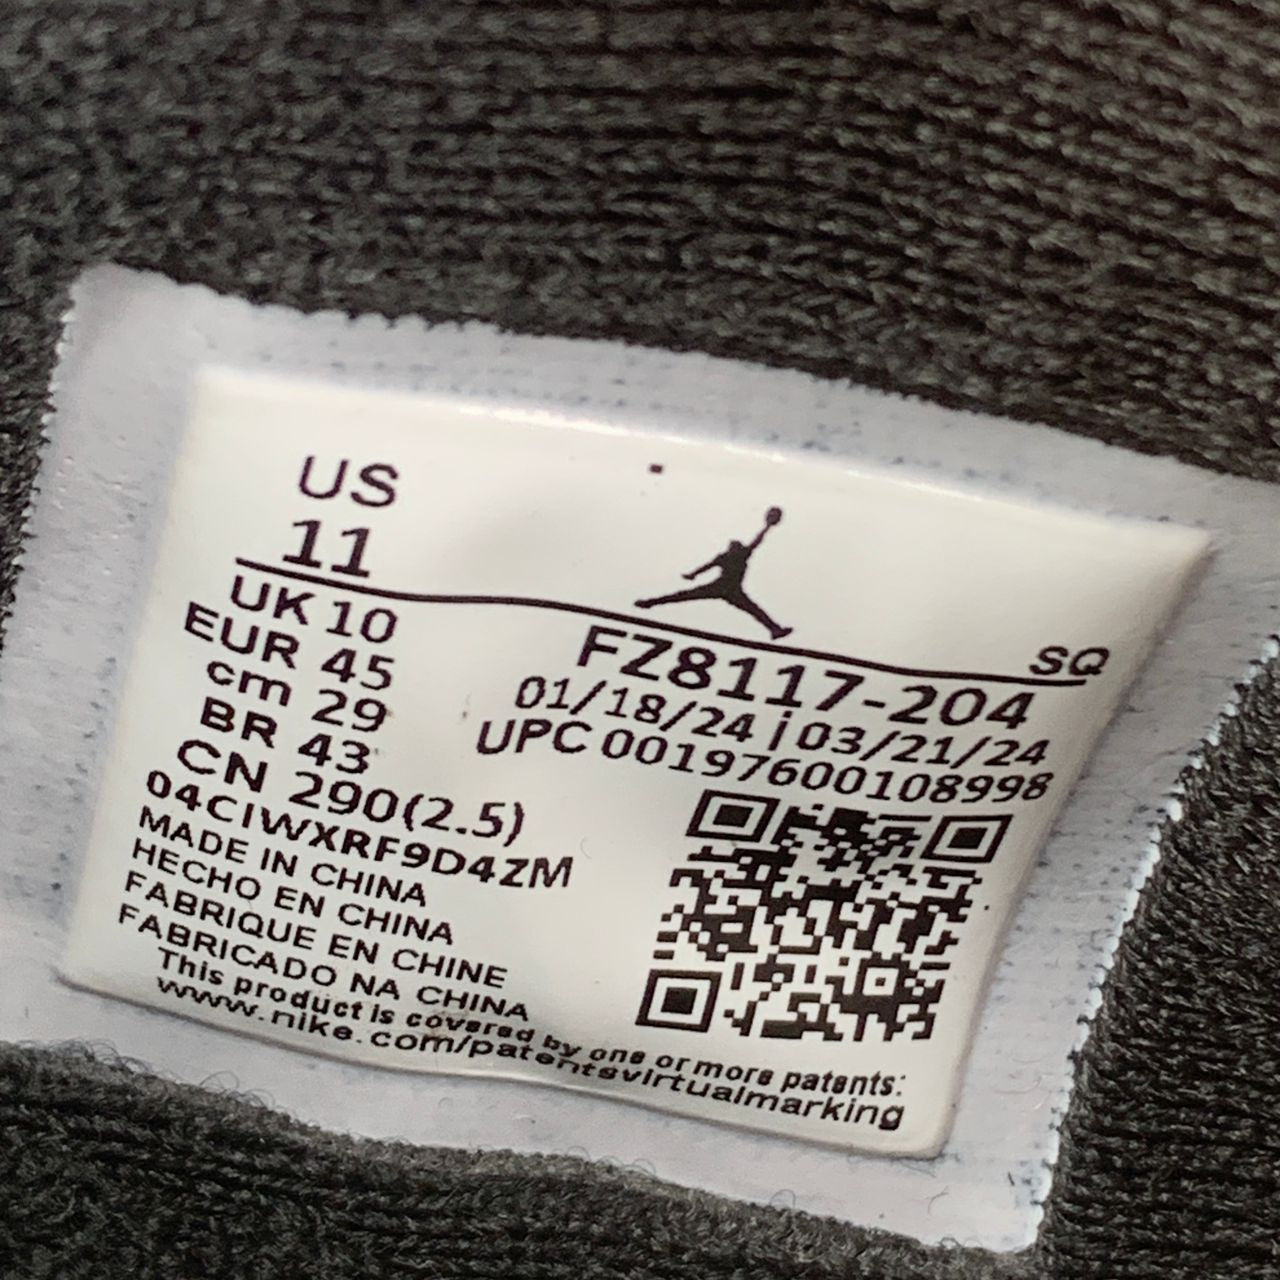 US
11
SQ
UK 10
EUR 45
cm 29
BR 43
CN 290(2.5)
FZ8117-204
01/18/24 | 03/21/24
UPC 00197600108998
04CIWXRF9D4ZM
MADE IN CHINA
HECHO EN CHINA
FABRIQUE EN CHINE
FABRICADO NA CHINA
This product is covered by one or more patents:
www.nike.com/patentsvirtualmarking